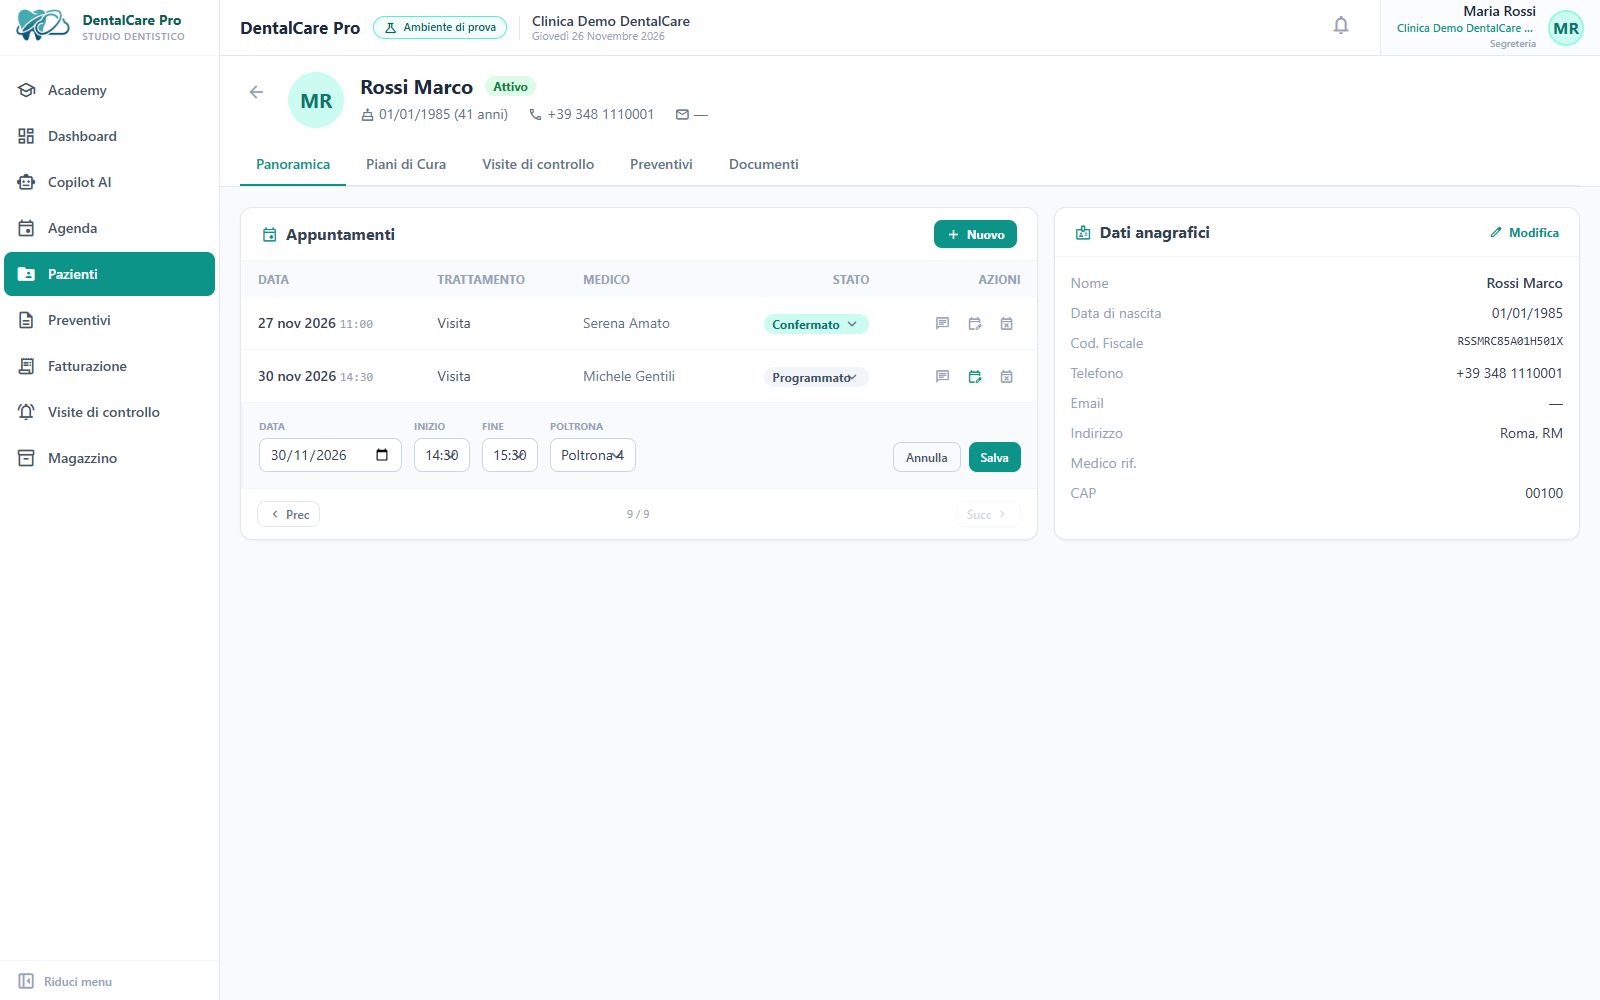 DentalCare Pro
STUDIO DENTISTICO
Academy
Dashboard
Copilot AI
Agenda
Pazienti
Preventivi
Fatturazione
Visite di controllo
Magazzino
Riduci menu
DentalCare Pro
Ambiente di prova
Clinica Demo DentalCare
Giovedì 26 Novembre 2026
Maria Rossi
Clinica Demo DentalCare ...
Segreteria
MR
MR
Rossi Marco
Attivo
01/01/1985 (41 anni)
+39 348 1110001
—
Panoramica
Piani di Cura
Visite di controllo
Preventivi
Documenti
Appuntamenti
+ Nuovo
DATA TRATTAMENTO MEDICO STATO AZIONI
27 nov 2026 11:00 Visita Serena Amato Confermato
30 nov 2026 14:30 Visita Michele Gentili Programmato
DATA INIZIO FINE POLTRONA
30/11/2026 14:30 15:30 Poltrona 4 Annulla Salva
Prec 9 / 9 Succ
Dati anagrafici
Modifica
Nome Rossi Marco
Data di nascita 01/01/1985
Cod. Fiscale RSSMRC85A01H501X
Telefono +39 348 1110001
Email —
Indirizzo Roma, RM
Medico rif.
CAP 00100